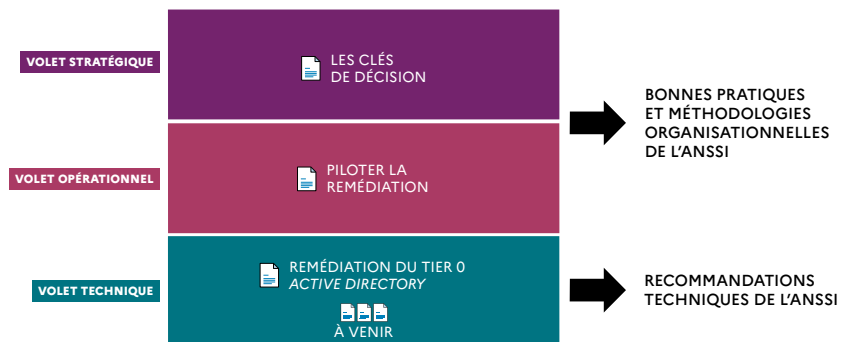 VOLET STRATÉGIQUE
LES CLÉS
DE DÉCISION
BONNES PRATIQUES
ET MÉTHODOLOGIES
ORGANISATIONNELLES
DE L'ANSSI
VOLET OPÉRATIONNEL
PILOTER LA
REMÉDIATION
VOLET TECHNIQUE
REMÉDIATION DU TIER 0
ACTIVE DIRECTORY
À VENIR
RECOMMANDATIONS
TECHNIQUES DE L'ANSSI